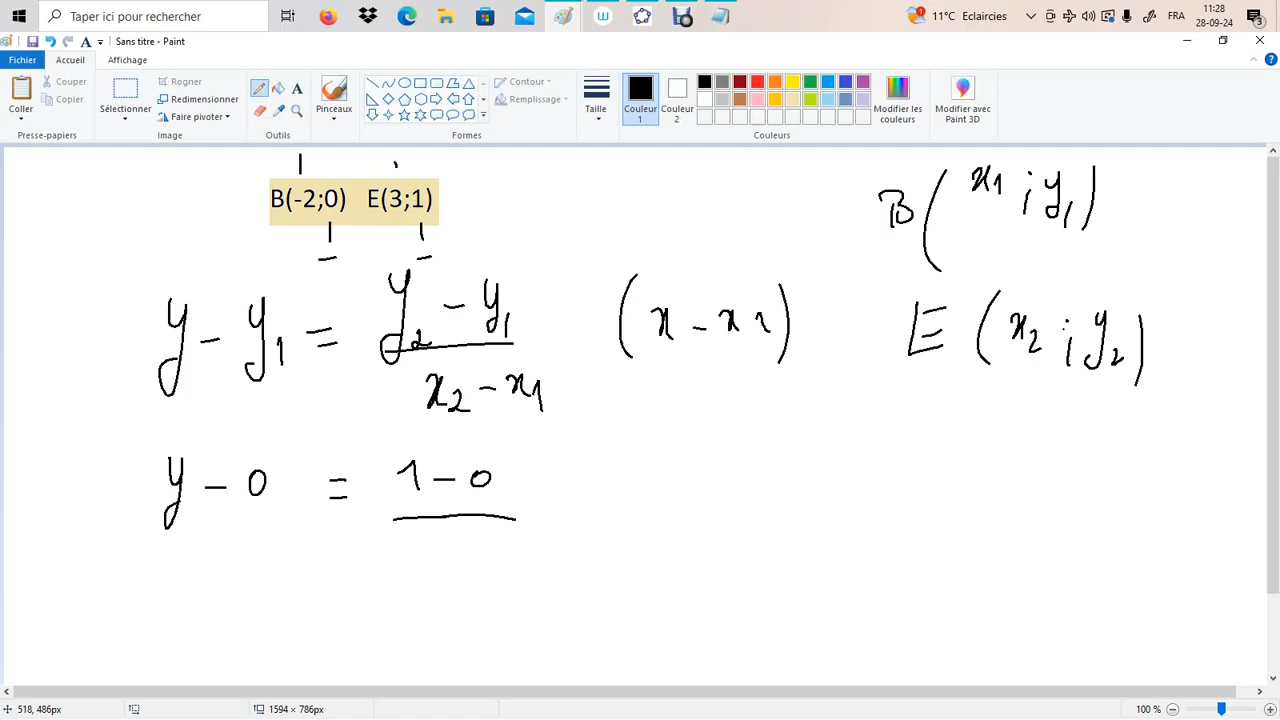 Taper ici pour rechercher
11°C Eclaircies
FRA
11:28
28-09-24
3
Sans titre - Paint
Fichier Accueil Affichage
Coller
Couper
Copier
Presse-papiers
Sélectionner
Rogner
Redimensionner
Faire pivoter
Image
A
Outils
Pinceaux
Contour
Remplissage
Formes
Taille
Couleur 1
Couleur 2
Modifier les couleurs
Couleurs
Modifier avec Paint 3D
B(-2;0) E(3;1)
B(x1 ; y1)
y - y1 = y2 - y1 (x - x1)
x2 - x1
E (x2 ; y2)
y - 0 = 1 - 0
518, 486px
1594 × 786px
100 %